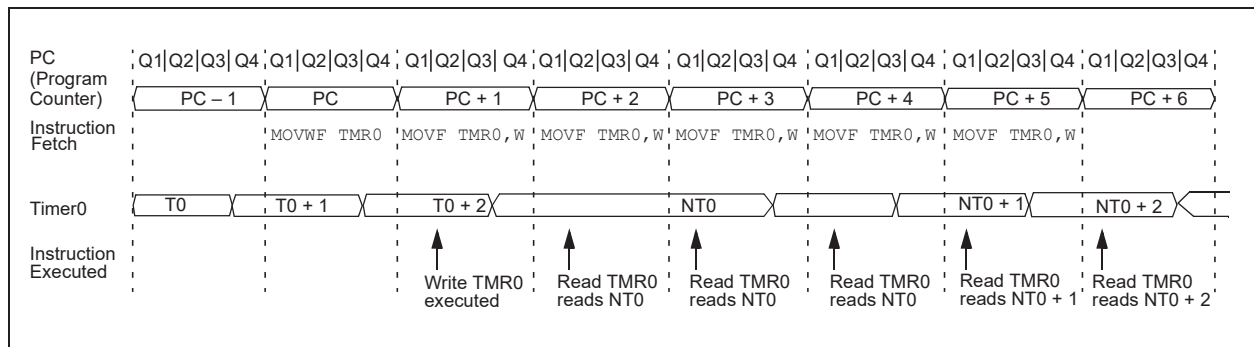 PC
(Program
Counter)
Q1|Q2|Q3|Q4 Q1|Q2|Q3|Q4 Q1|Q2|Q3|Q4 Q1|Q2|Q3|Q4 Q1|Q2|Q3|Q4 Q1|Q2|Q3|Q4 Q1|Q2|Q3|Q4 Q1|Q2|Q3|Q4
PC – 1 PC PC + 1 PC + 2 PC + 3 PC + 4 PC + 5 PC + 6
Instruction
Fetch
MOVWF TMR0 MOVF TMR0,W MOVF TMR0,W MOVF TMR0,W MOVF TMR0,W MOVF TMR0,W
Timer0
T0 T0 + 1 T0 + 2 NT0 NT0 + 1 NT0 + 2
Instruction
Executed
Write TMR0
executed
Read TMR0
reads NT0
Read TMR0
reads NT0
Read TMR0
reads NT0
Read TMR0
reads NT0 + 1
Read TMR0
reads NT0 + 2